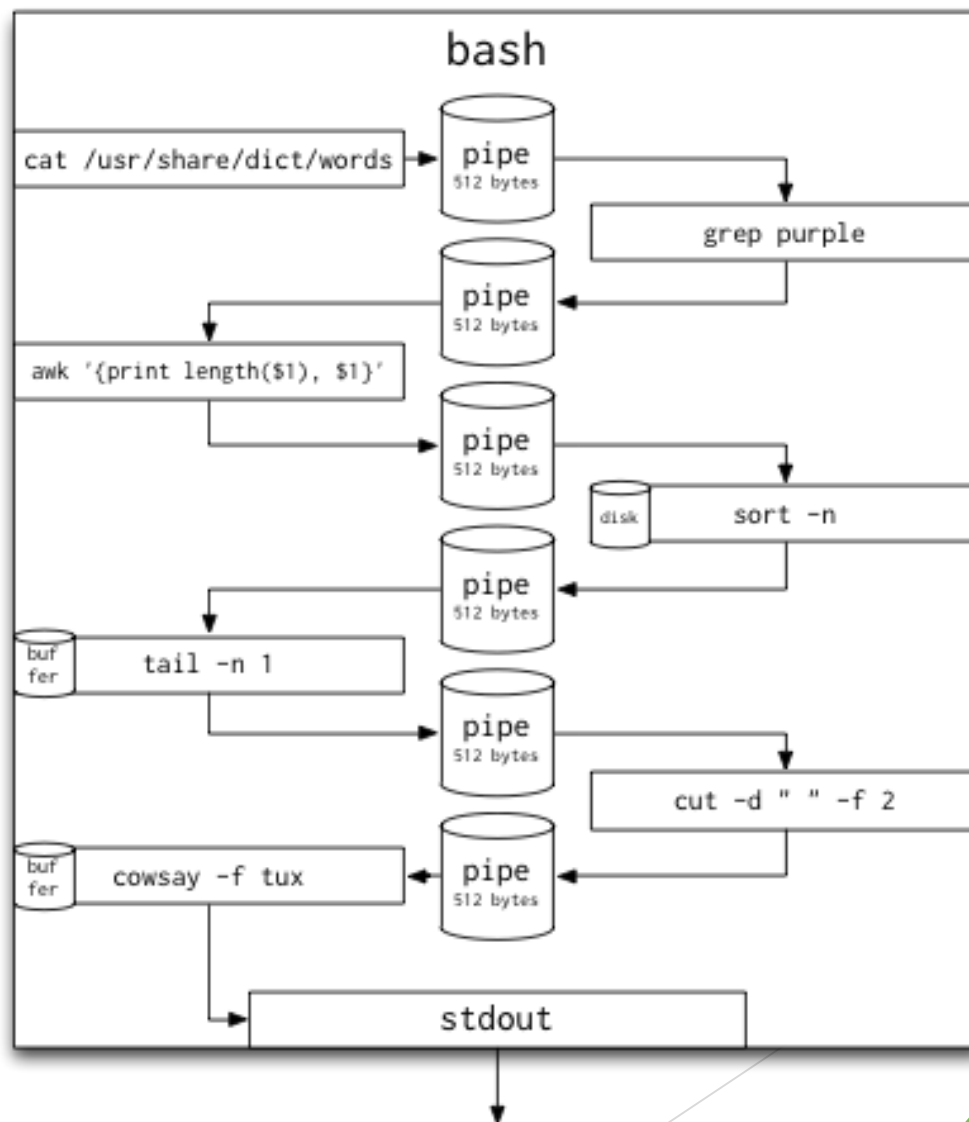 bash
cat /usr/share/dict/words
pipe
512 bytes
grep purple
pipe
512 bytes
awk '{print length($1), $1}'
pipe
512 bytes
disk
sort -n
pipe
512 bytes
buf
fer
tail -n 1
pipe
512 bytes
cut -d " " -f 2
pipe
512 bytes
buf
fer
cowsay -f tux
stdout